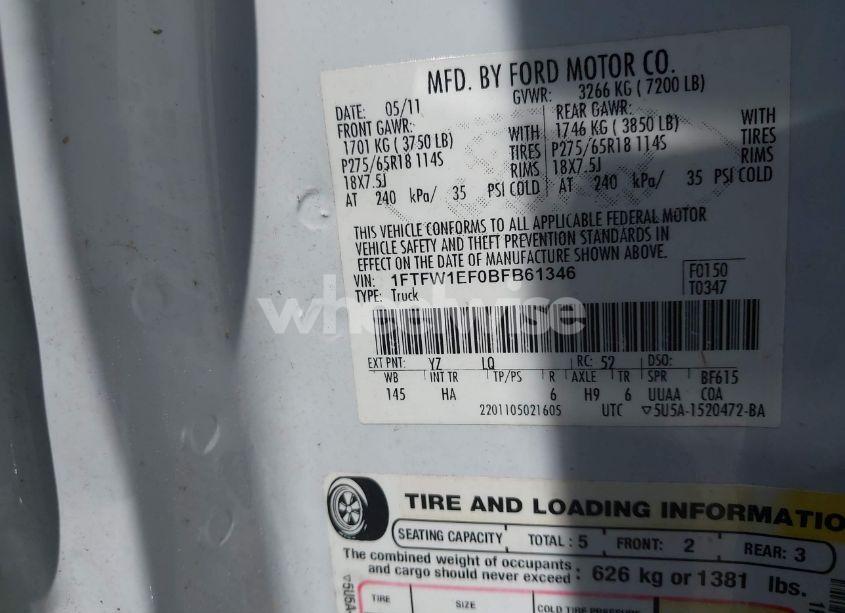 MFD. BY FORD MOTOR CO.
DATE: 05/11 GVWR: 3266 KG ( 7200 LB)
FRONT GAWR: REAR GAWR:
1701 KG ( 3750 LB) WITH 1746 KG ( 3850 LB) WITH
P275/65R18 114S TIRES P275/65R18 114S TIRES
18X7.5J RIMS 18X7.5J RIMS
AT 240 kPa/ 35 PSI COLD AT 240 kPa/ 35 PSI COLD
THIS VEHICLE CONFORMS TO ALL APPLICABLE FEDERAL MOTOR
VEHICLE SAFETY AND THEFT PREVENTION STANDARDS IN
EFFECT ON THE DATE OF MANUFACTURE SHOWN ABOVE.
VIN: 1FTFW1EF0BFB61346 F0150
TYPE: Truck T0347
wheelwise
EXT PNT: YZ LQ RC: 52 DSO:
WB INT TR TP/PS R AXLE TR SPR BF615
145 HA 6 H9 6 UUAA COA
2201105021605 UTC ▽5U5A-1520472-BA
TIRE AND LOADING INFORMATIO
SEATING CAPACITY TOTAL : 5 FRONT: 2 REAR: 3
The combined weight of occupants
and cargo should never exceed : 626 kg or 1381 lbs.
TIRE SIZE COLD TIRE PRESSURE
▽5U5A